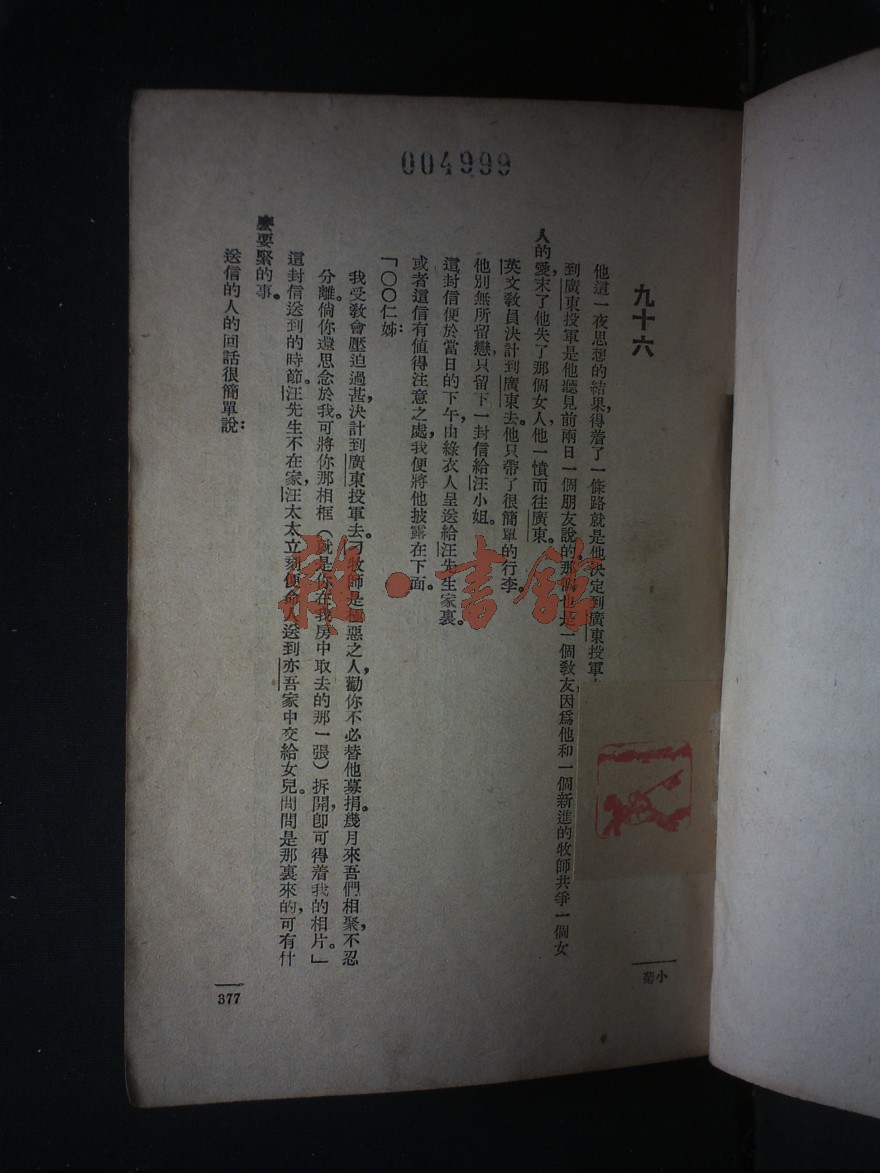 004999
九十六
他這一夜思想的結果,得着了一條路就是他決定到廣東投軍
到廣東投軍是他聽見前兩日一個朋友說的那個也是一個教友,因爲他和一個新進的牧師共爭一個女
人的愛,末了他失了那個女人,他一憤而往廣東。
英文教員決計到廣東去。他只帶了很簡單的行李。
他別無所留戀只留下一封信給汪小姐。
這封信便於當日的下午,由綠衣人呈送給汪先生家裏。
或者這信有值得注意之處,我便將他披露在下面。
「〇〇仁姊:
我受教會壓迫過甚,決計到廣東投軍去。刁牧師是極惡之人,勸你不必替他募捐。幾月來吾們相聚,不忍
分離。倘你還思念於我。可將你那相框(就是你在我房中取去的那一張)拆開,卽可得着我的相片。」
這封信送到的時節。汪先生不在家,汪太太立刻便命人送到亦吾家中交給女兒。問問是那裏來的,可有什
麼要緊的事。
送信的人的回話很簡單說:
小菊
377
雜·書館